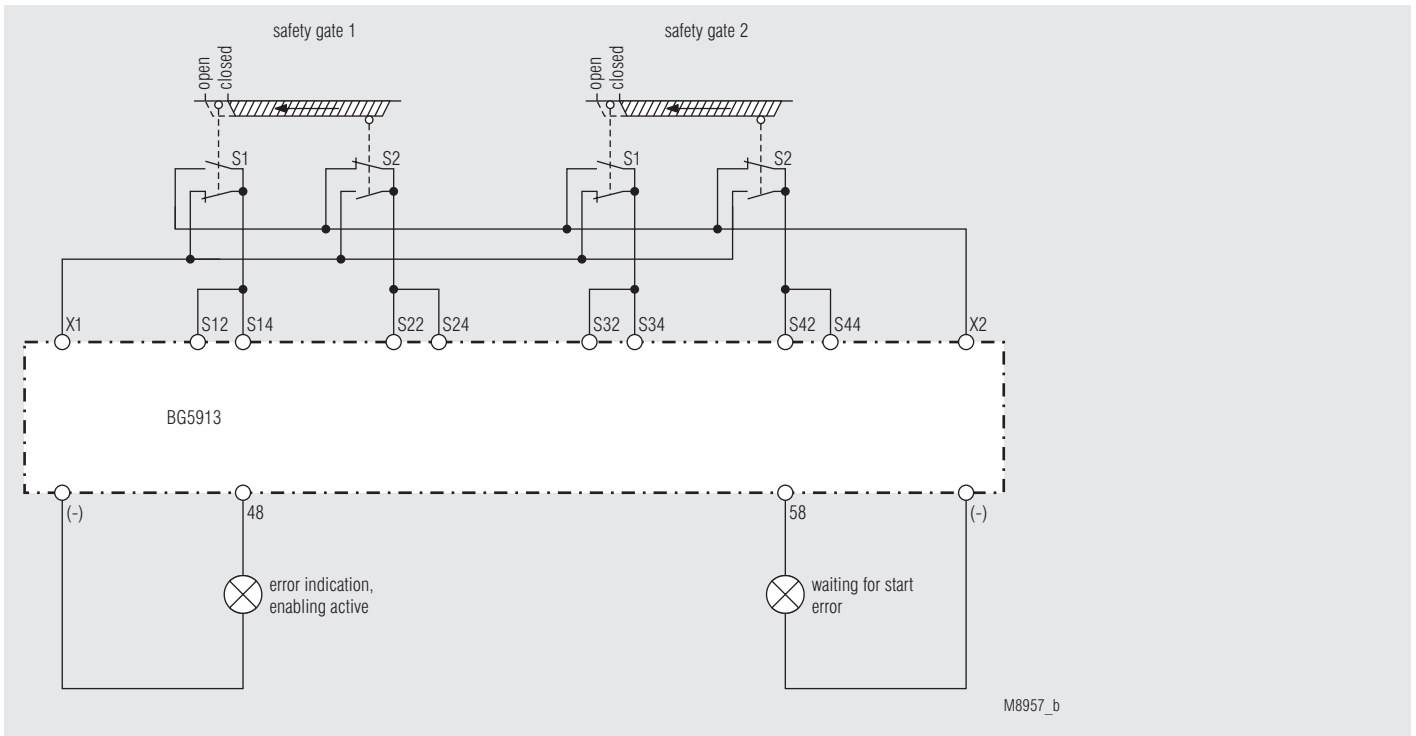 safety gate 1
safety gate 2
open
closed
open
closed
S1
S2
S1
S2
X1
S12
S14
S22
S24
S32
S34
S42
S44
X2
BG5913
(-)
48
58
(-)
error indication,
enabling active
waiting for start
error
M8957_b